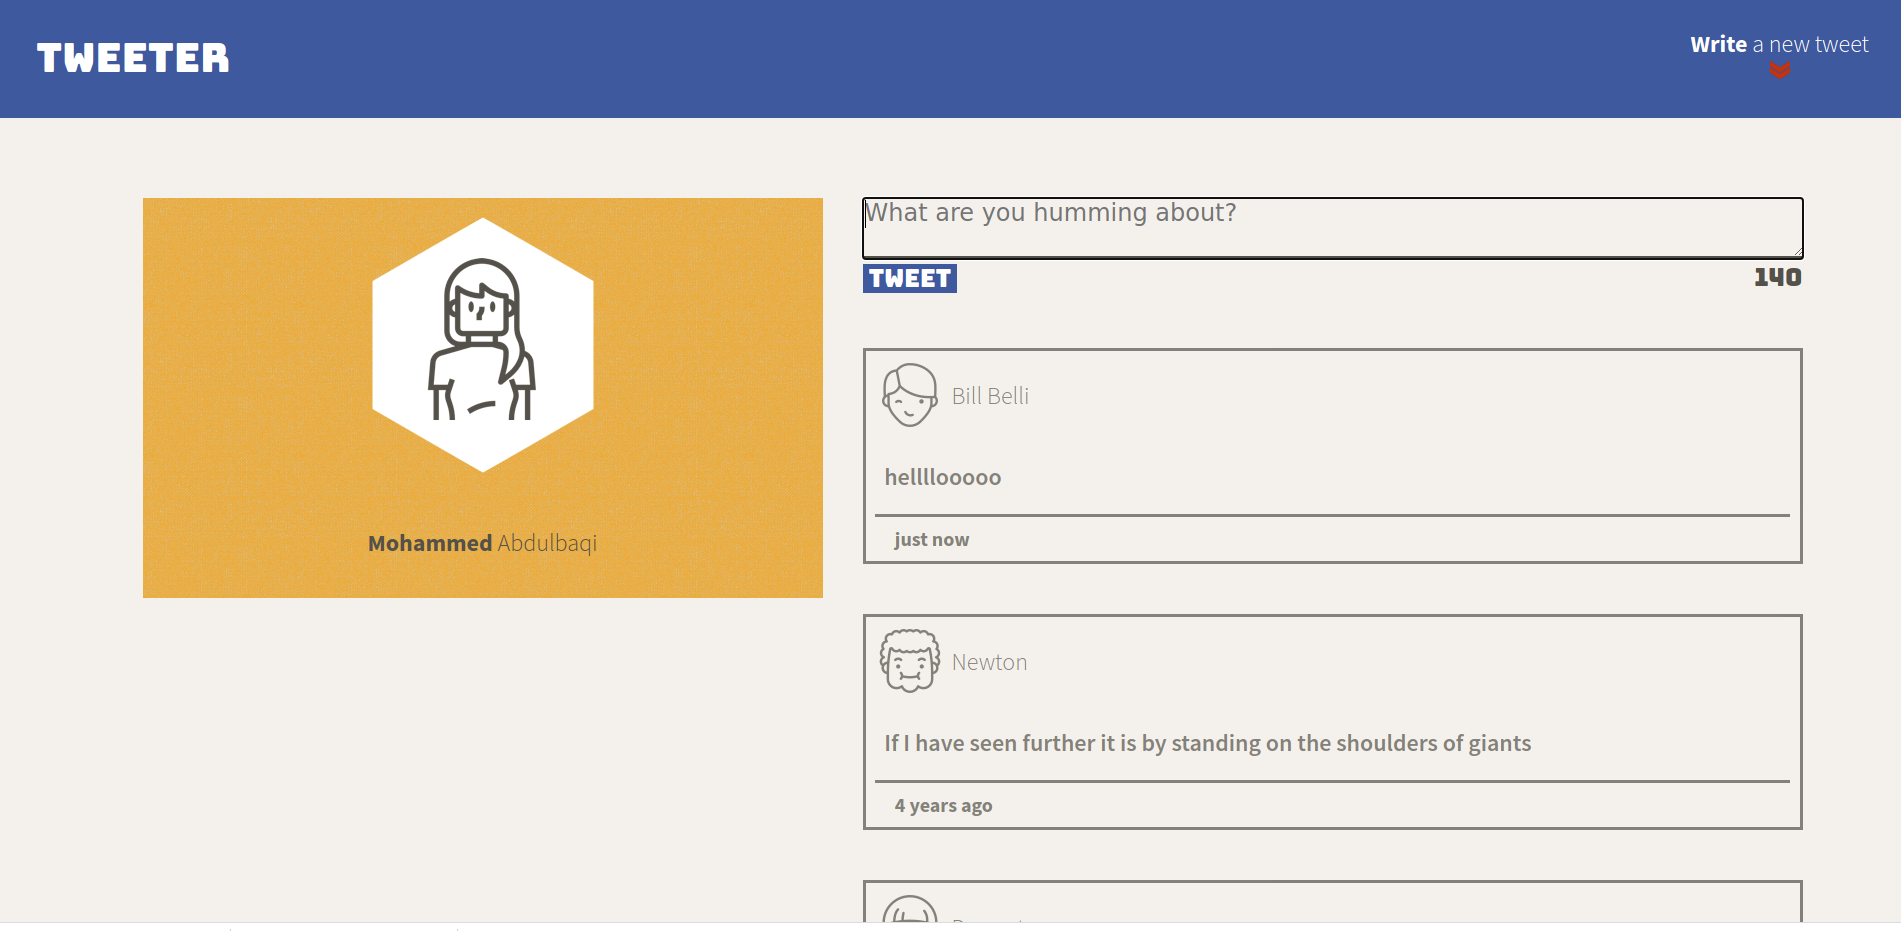 TWEETER
Write a new tweet
Mohammed Abdulbaqi
What are you humming about?
TWEET
140
Bill Belli
hellllooooo
just now
Newton
If I have seen further it is by standing on the shoulders of giants
4 years ago